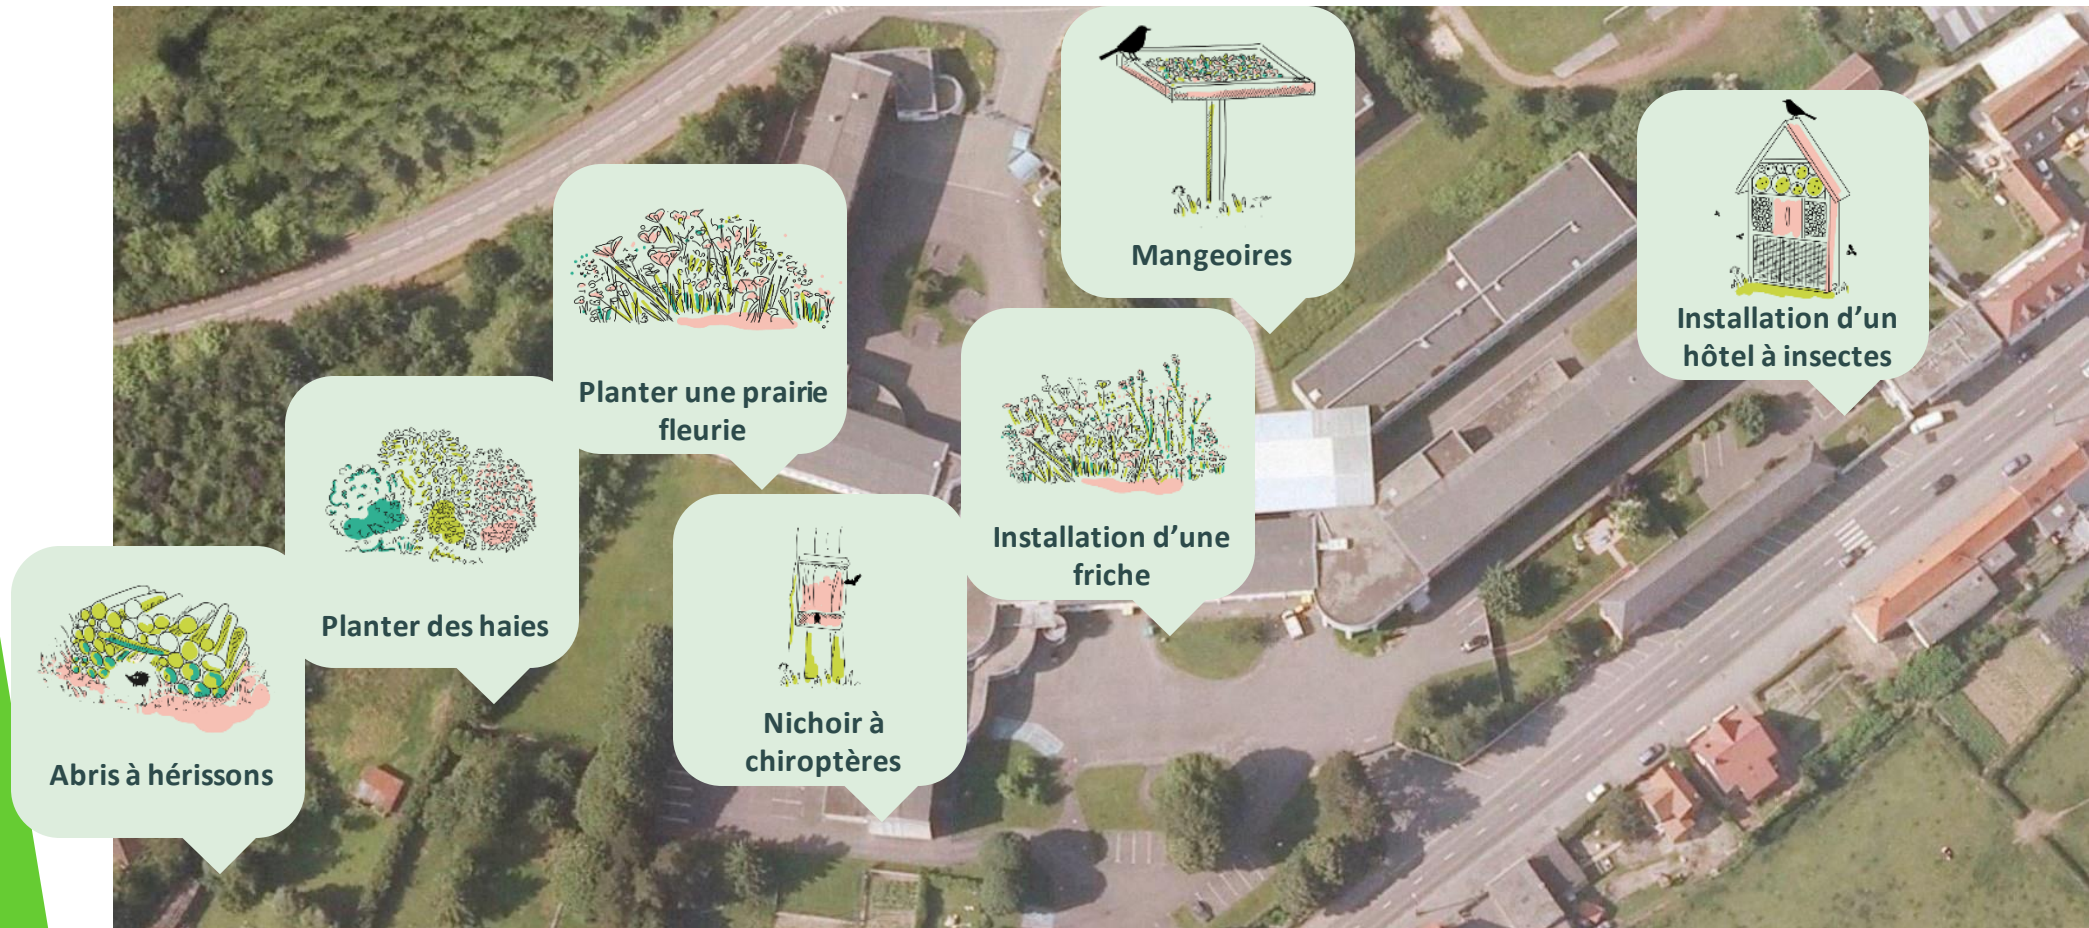 Mangeoires
Installation d’un
hôtel à insectes
Planter une prairie
fleurie
Installation d’une
friche
Planter des haies
Nichoir à
chiroptères
Abris à hérissons